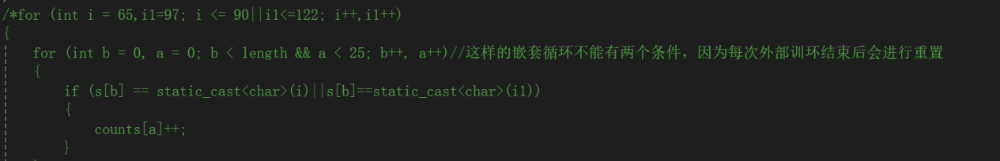 /*for (int i = 65,i1=97; i <= 90||i1<=122; i++,i1++)
{
for (int b = 0, a = 0; b < length && a < 25; b++, a++)//这样的嵌套循环不能有两个条件，因为每次外部训环结束后会进行重置
{
if (s[b] == static_cast<char>(i)||s[b]==static_cast<char>(i1))
{
counts[a]++;
}